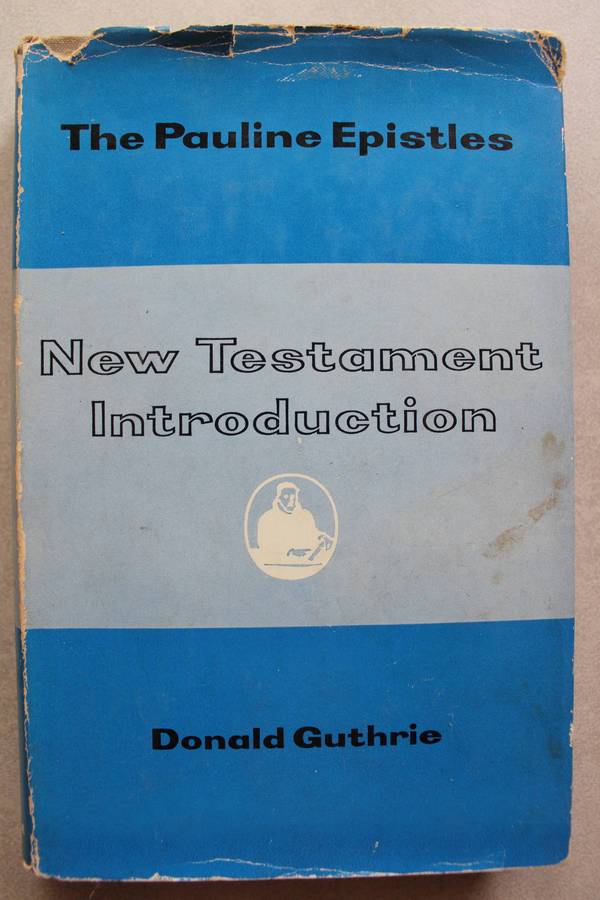 The Pauline Epistles
New Testament
Introduction
Donald Guthrie